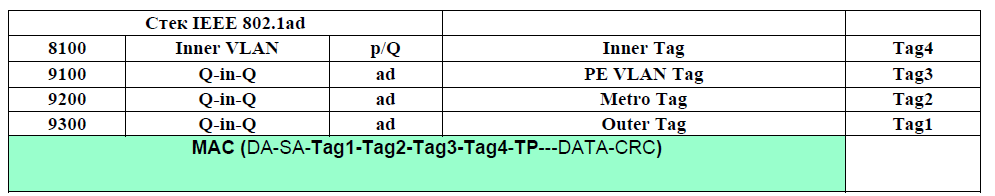 Стек IEEE 802.1ad
8100 Inner VLAN p/Q Inner Tag Tag4
9100 Q-in-Q ad PE VLAN Tag Tag3
9200 Q-in-Q ad Metro Tag Tag2
9300 Q-in-Q ad Outer Tag Tag1
MAC (DA-SA-Tag1-Tag2-Tag3-Tag4-TP---DATA-CRC)